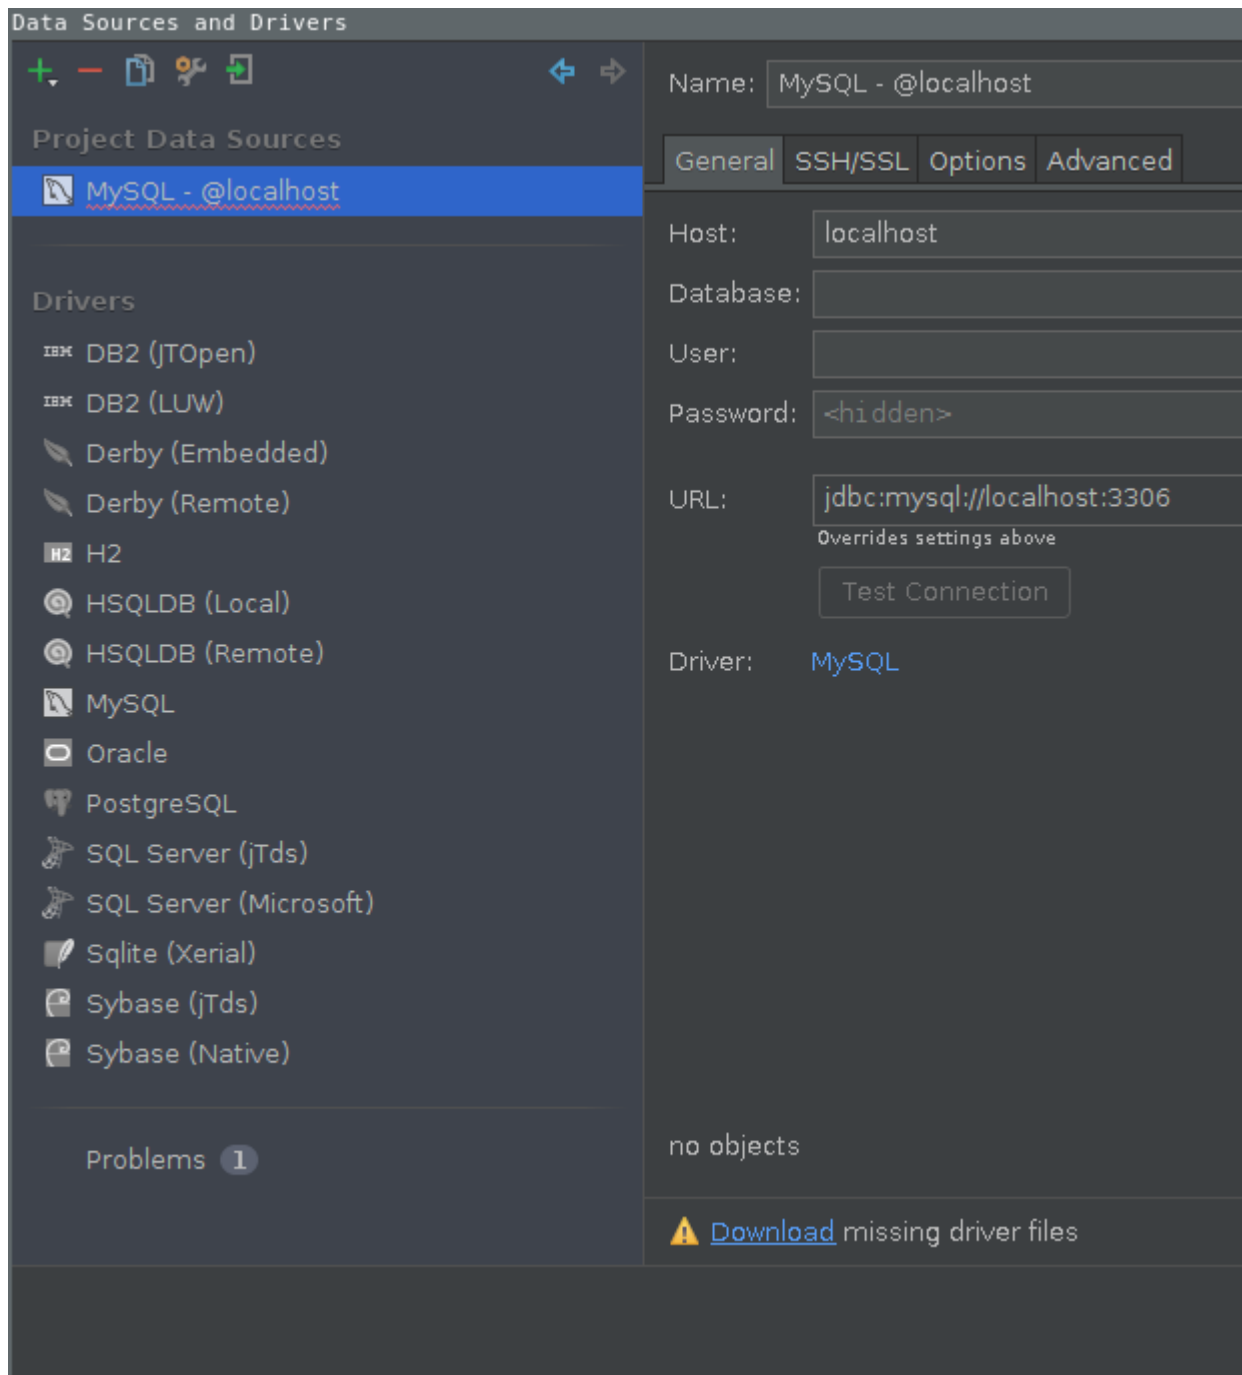 Data Sources and Drivers
Project Data Sources
MySQL - @localhost
Drivers
IBM DB2 (JTOpen)
IBM DB2 (LUW)
Derby (Embedded)
Derby (Remote)
H2 H2
HSQLDB (Local)
HSQLDB (Remote)
MySQL
Oracle
PostgreSQL
SQL Server (jTds)
SQL Server (Microsoft)
Sqlite (Xerial)
Sybase (jTds)
Sybase (Native)
Problems 1
Name: MySQL - @localhost
General SSH/SSL Options Advanced
Host: localhost
Database:
User:
Password: <hidden>
URL: jdbc:mysql://localhost:3306
Overrides settings above
Test Connection
Driver: MySQL
no objects
Download missing driver files